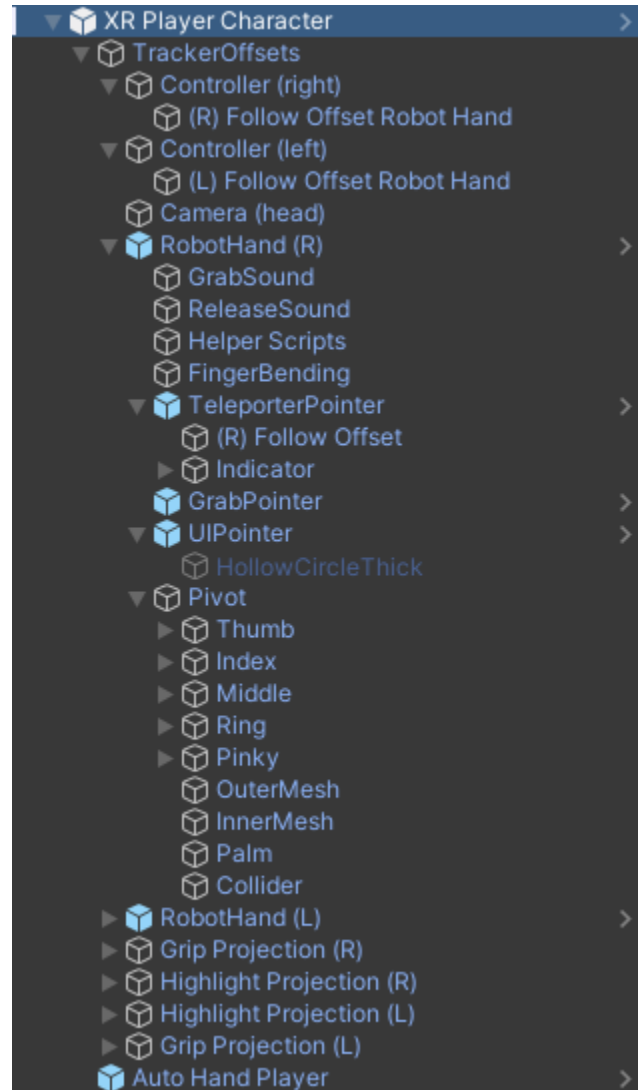 XR Player Character
TrackerOffsets
Controller (right)
(R) Follow Offset Robot Hand
Controller (left)
(L) Follow Offset Robot Hand
Camera (head)
RobotHand (R)
GrabSound
ReleaseSound
Helper Scripts
FingerBending
TeleporterPointer
(R) Follow Offset
Indicator
GrabPointer
UIPointer
HollowCircleThick
Pivot
Thumb
Index
Middle
Ring
Pinky
OuterMesh
InnerMesh
Palm
Collider
RobotHand (L)
Grip Projection (R)
Highlight Projection (R)
Highlight Projection (L)
Grip Projection (L)
Auto Hand Player